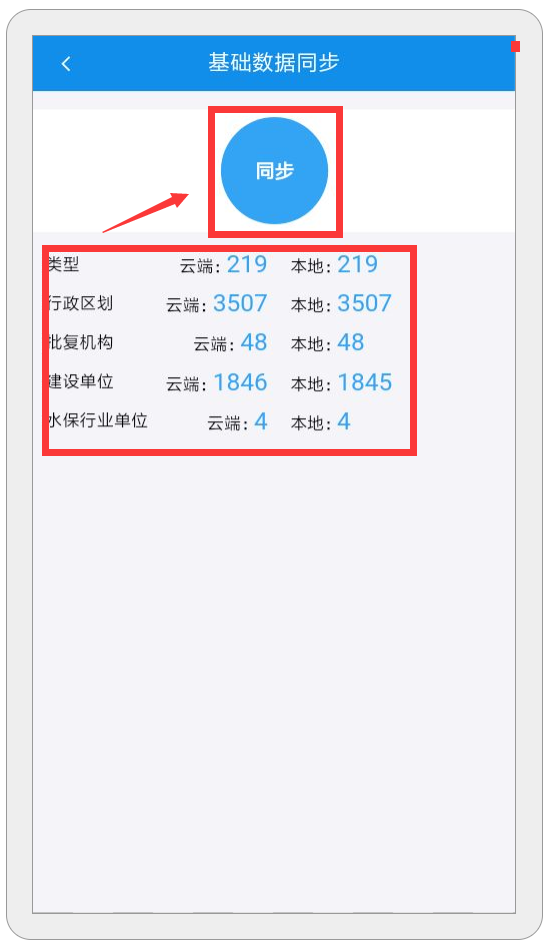 基础数据同步
同步
类型 云端: 219 本地: 219
行政区划 云端: 3507 本地: 3507
批复机构 云端: 48 本地: 48
建设单位 云端: 1846 本地: 1845
水保行业单位 云端: 4 本地: 4